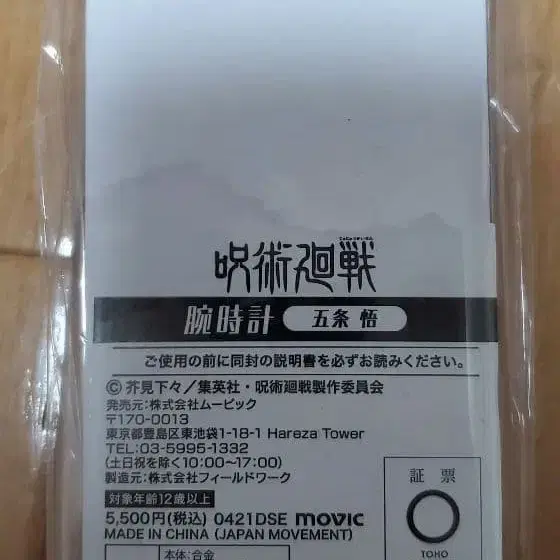 呪術廻戦
腕時計 五条 悟
ご使用の前に同封の説明書を必ずお読みください。
© 芥見下々／集英社・呪術廻戦製作委員会
発売元：株式会社ムービック
〒170-0013
東京都豊島区東池袋1-18-1 Hareza Tower
TEL:03-5995-1332
(土日祝を除く10:00～17:00)
製造元：株式会社フィールドワーク
対象年齢12歳以上
5,500円(税込) 0421DSE movic
MADE IN CHINA (JAPAN MOVEMENT)
本体：合金
証 票
TOHO